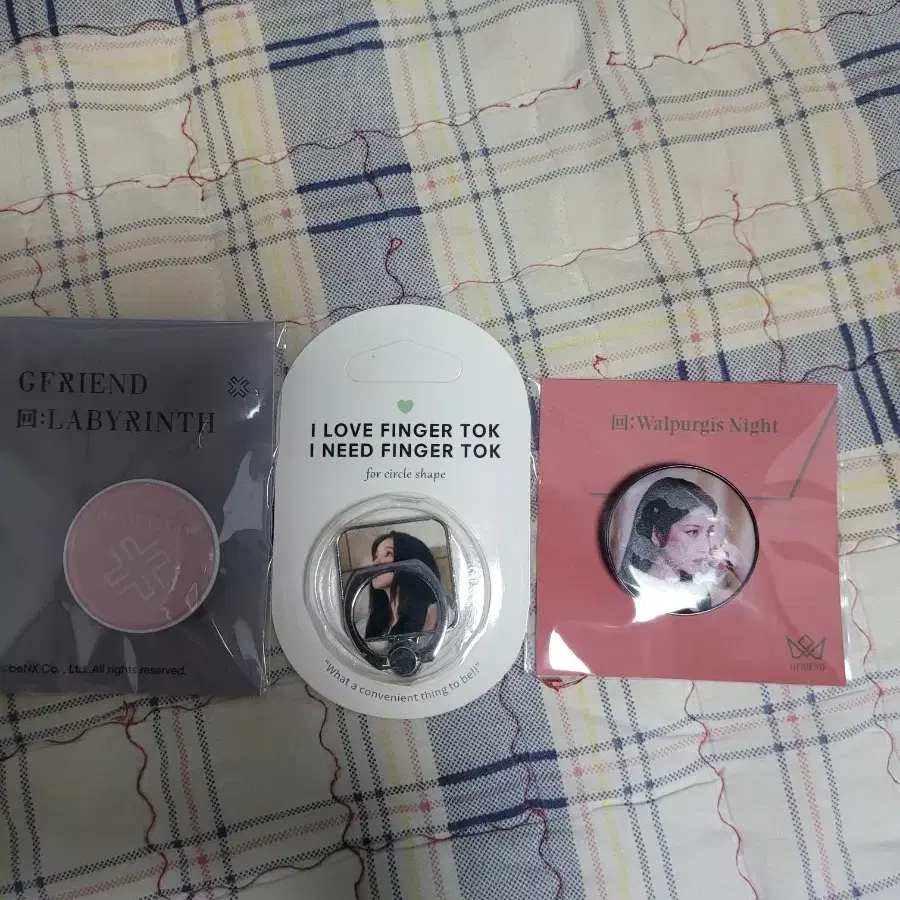 GFRIEND
回:LABYRINTH
©beNX Co., Ltd. All rights reserved.
I LOVE FINGER TOK
I NEED FINGER TOK
for circle shape
"What a convenient thing to be!!"
回:Walpurgis Night
GFRIEND